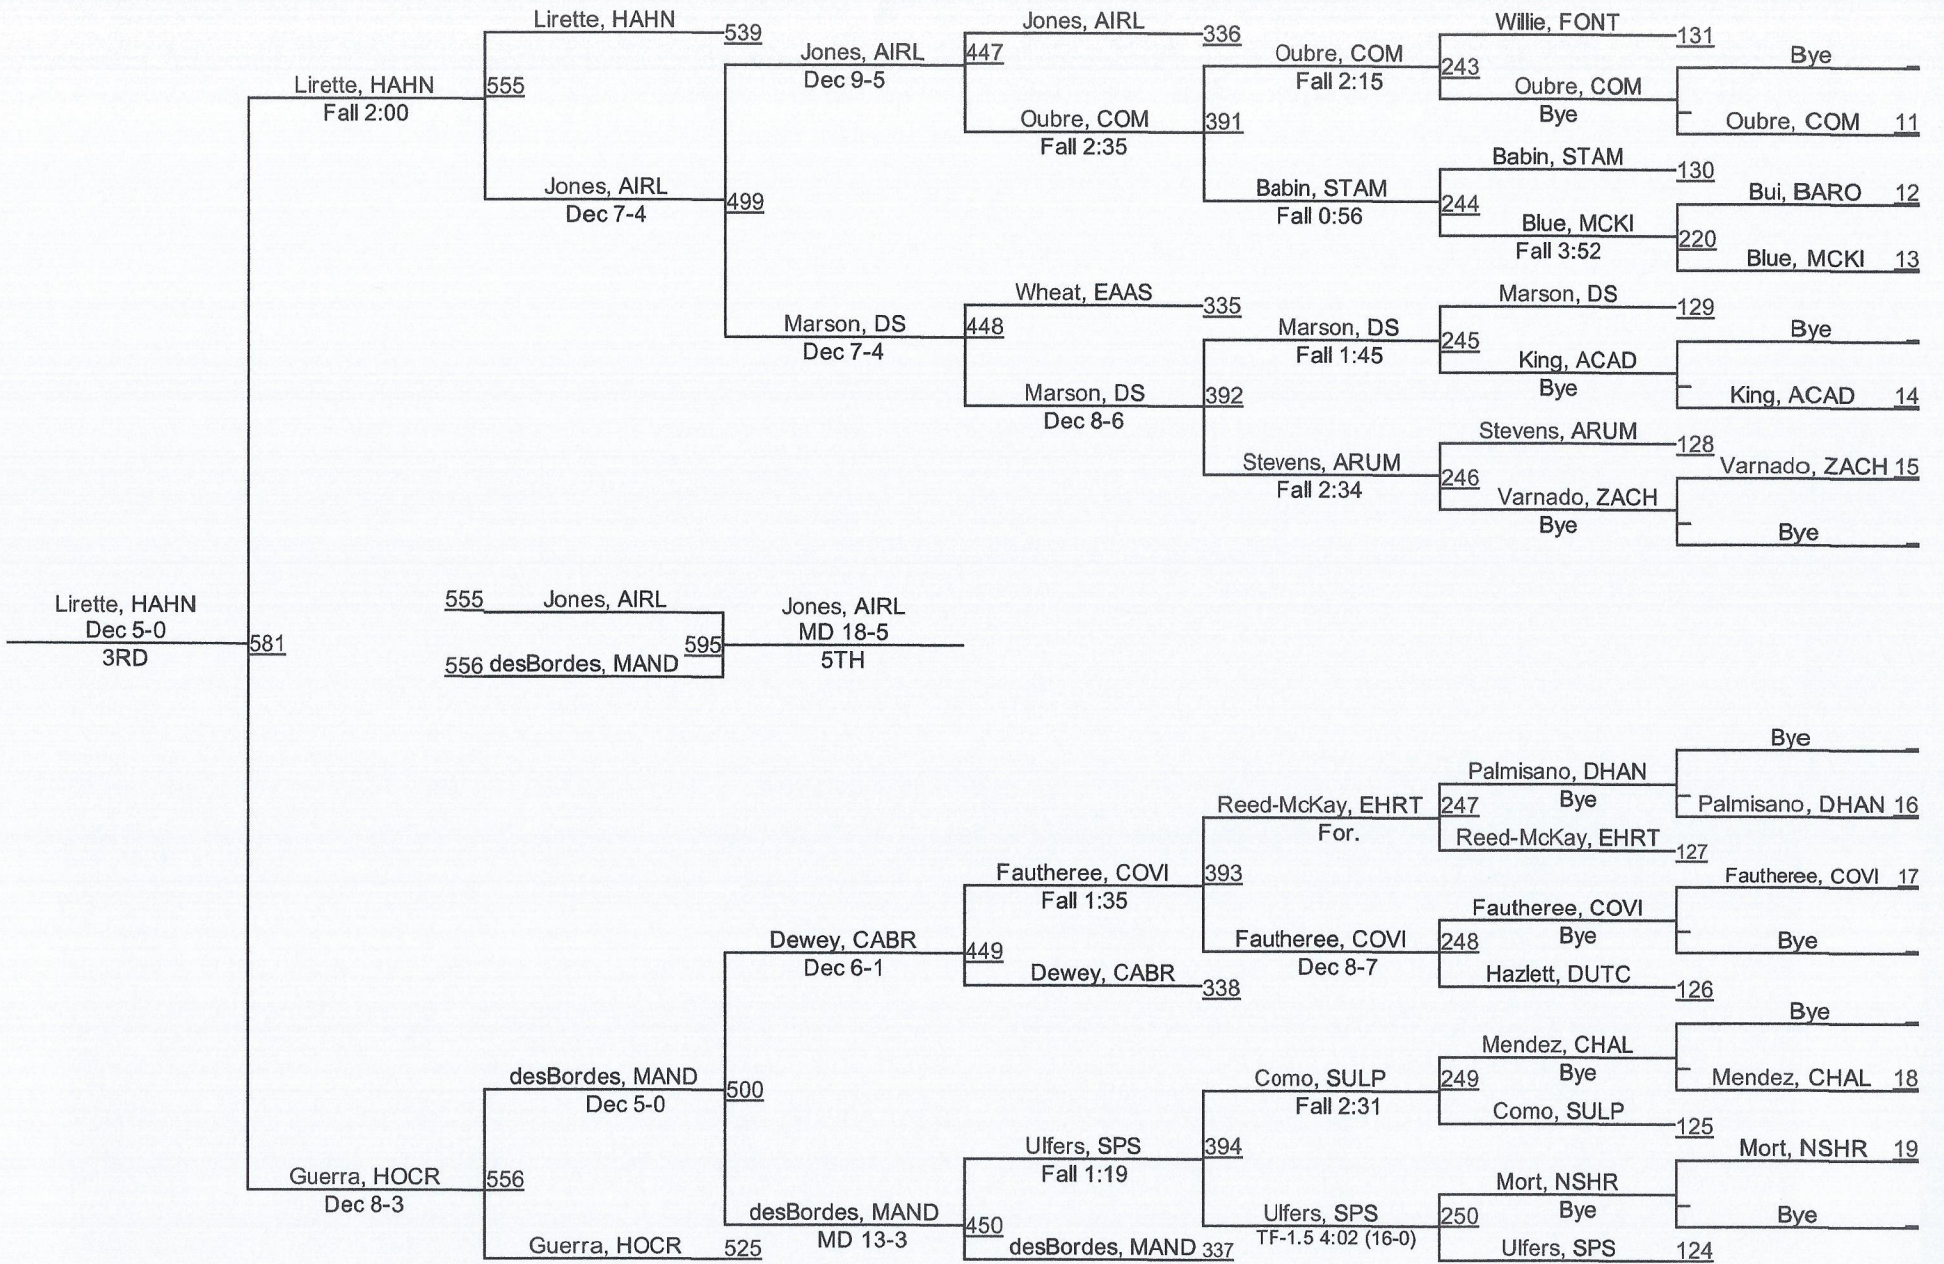 Lirette, HAHN
539
Jones, AIRL
336
Willie, FONT
131
Bye
Jones, AIRL
447
Oubre, COM
243
Dec 9-5
Fall 2:15
Lirette, HAHN
555
Oubre, COM
Fall 2:00
Bye
Oubre, COM
391
Oubre, COM 11
Fall 2:35
Babin, STAM
130
Jones, AIRL
499
Babin, STAM
244
Bui, BARO 12
Dec 7-4
Fall 0:56
Blue, MCKI
220
Fall 3:52
Blue, MCKI 13
Wheat, EAAS
335
Marson, DS
129
Marson, DS
448
Marson, DS
245
Bye
Dec 7-4
Fall 1:45
King, ACAD
Bye
Marson, DS
392
King, ACAD 14
Dec 8-6
Stevens, ARUM
128
Stevens, ARUM
246
Varnado, ZACH 15
Fall 2:34
Varnado, ZACH
Bye
Bye
Lirette, HAHN
555 Jones, AIRL
Jones, AIRL
Dec 5-0
581
595
MD 18-5
3RD
556 desBordes, MAND
5TH
Bye
Palmisano, DHAN
Bye
Reed-McKay, EHRT
247
Palmisano, DHAN 16
For.
Reed-McKay, EHRT
127
Fautheree, COVI
393
Fautheree, COVI 17
Fall 1:35
Fautheree, COVI
Bye
Dewey, CABR
449
Fautheree, COVI
248
Bye
Dec 6-1
Dec 8-7
Dewey, CABR
338
Hazlett, DUTC
126
Bye
Mendez, CHAL
Bye
desBordes, MAND
500
Como, SULP
249
Mendez, CHAL 18
Dec 5-0
Fall 2:31
Como, SULP
125
Ulfers, SPS
394
Mort, NSHR 19
Fall 1:19
Guerra, HOCR
556
Mort, NSHR
Dec 8-3
Bye
desBordes, MAND
450
Ulfers, SPS
250
Bye
MD 13-3
TF-1.5 4:02 (16-0)
Guerra, HOCR
525
desBordes, MAND 337
Ulfers, SPS
124